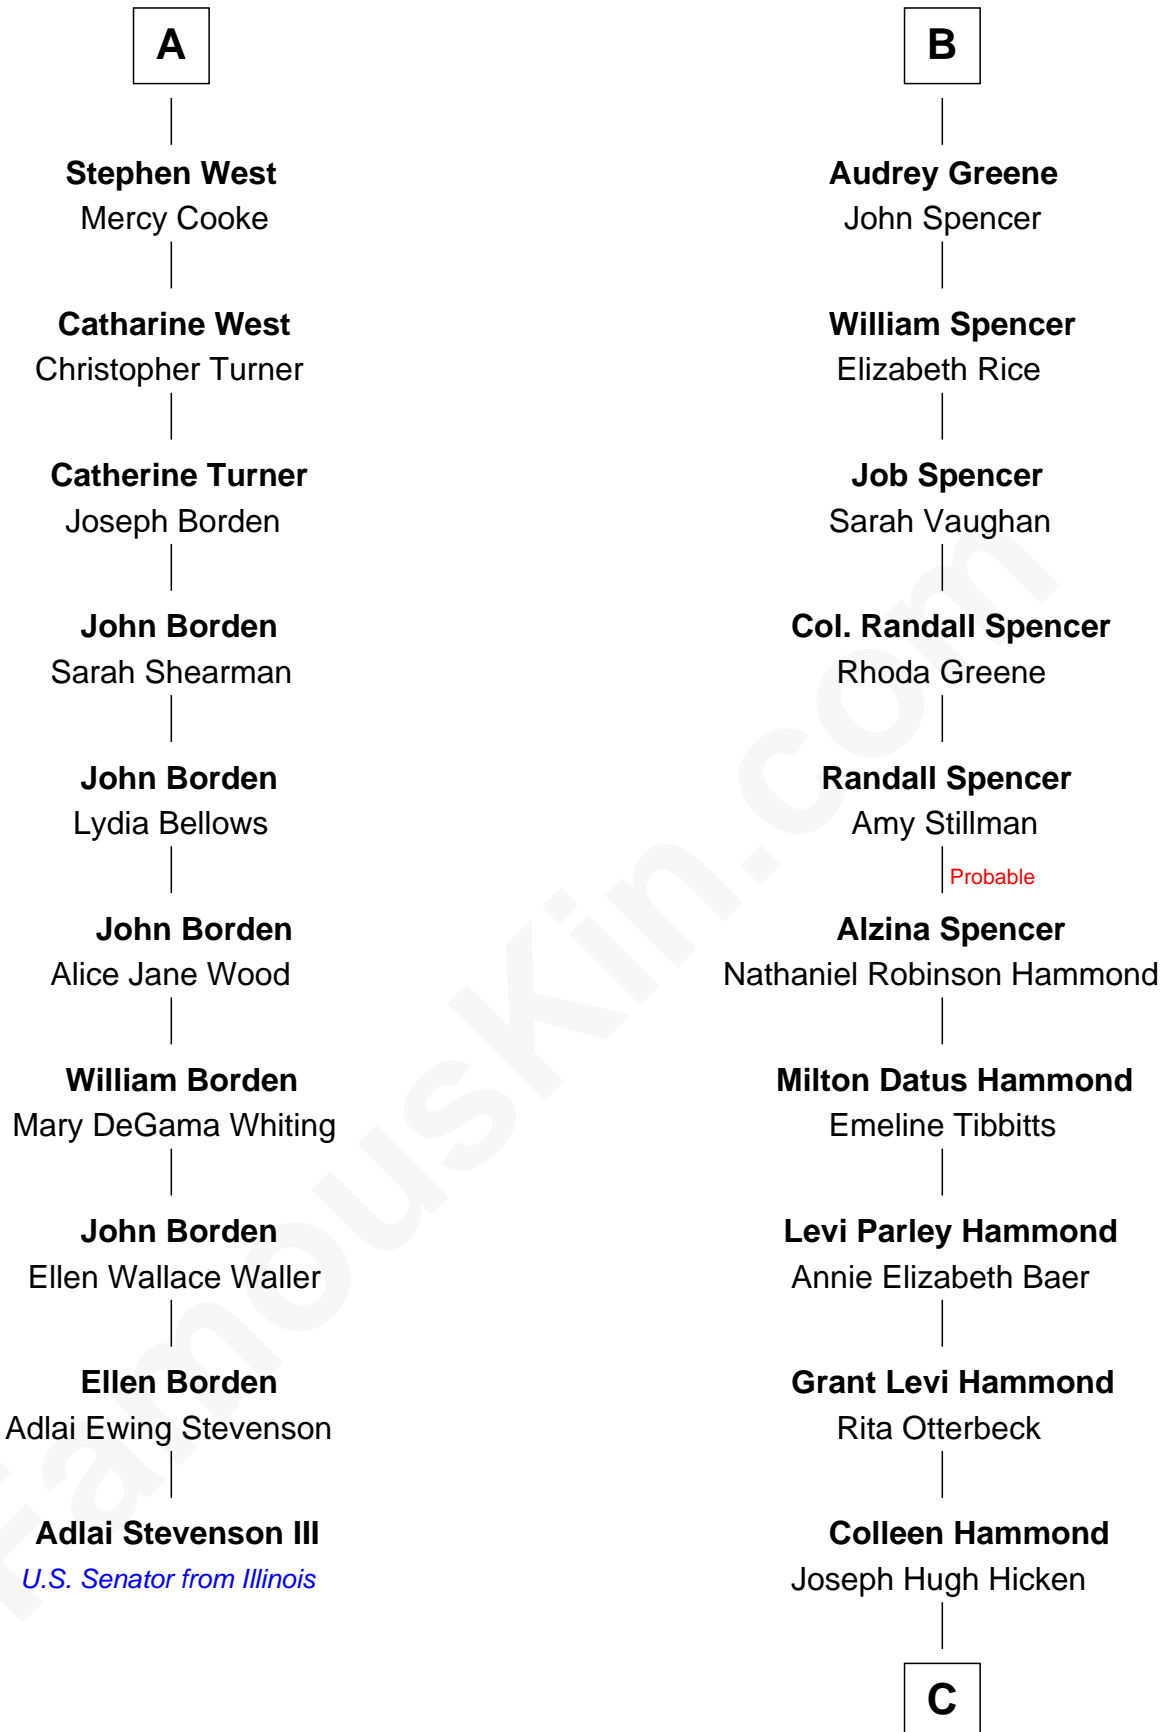 A
Stephen West
Mercy Cooke
Catharine West
Christopher Turner
Catherine Turner
Joseph Borden
John Borden
Sarah Shearman
John Borden
Lydia Bellows
John Borden
Alice Jane Wood
William Borden
Mary DeGama Whiting
John Borden
Ellen Wallace Waller
Ellen Borden
Adlai Ewing Stevenson
Adlai Stevenson III
U.S. Senator from Illinois
B
Audrey Greene
John Spencer
William Spencer
Elizabeth Rice
Job Spencer
Sarah Vaughan
Col. Randall Spencer
Rhoda Greene
Randall Spencer
Amy Stillman
Probable
Alzina Spencer
Nathaniel Robinson Hammond
Milton Datus Hammond
Emeline Tibbitts
Levi Parley Hammond
Annie Elizabeth Baer
Grant Levi Hammond
Rita Otterbeck
Colleen Hammond
Joseph Hugh Hicken
C
FamousKin.com